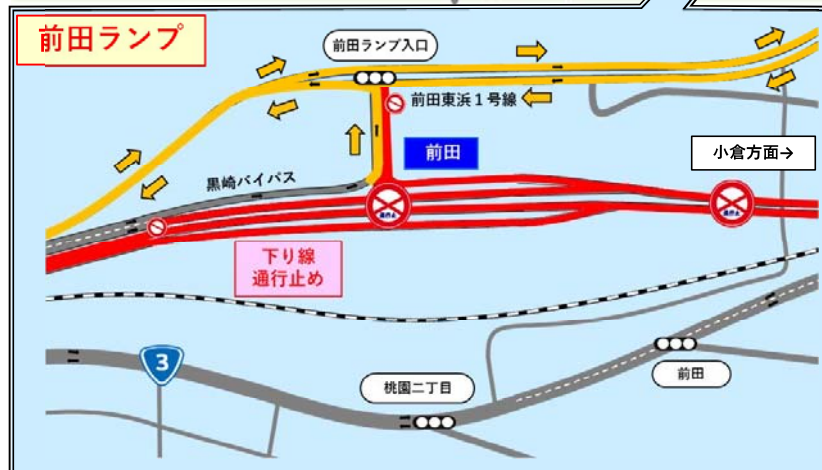 前田ランプ
前田ランプ入口
前田東浜1号線
前田
小倉方面→
黒崎バイパス
下り線
通行止め
3
前田
桃園二丁目